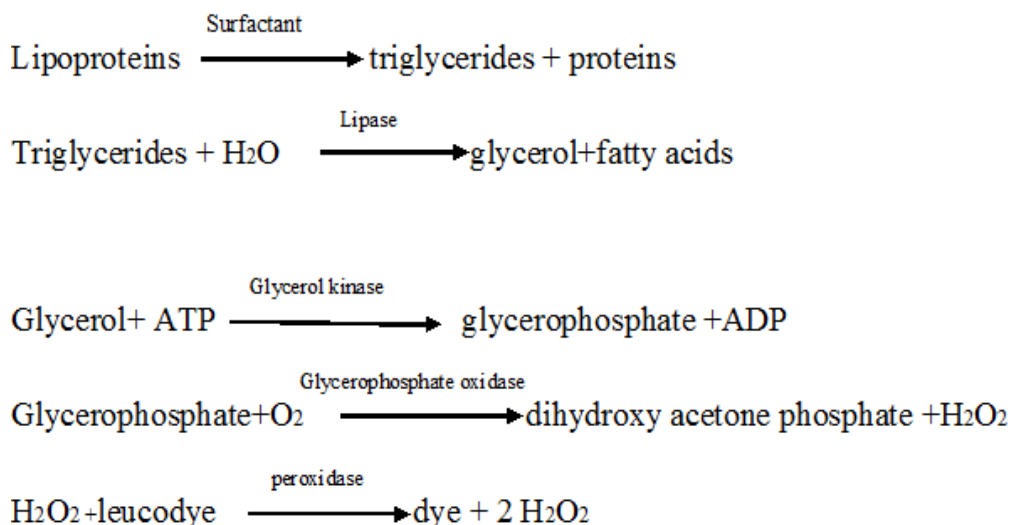 Surfactant
Lipoproteins → triglycerides + proteins
Lipase
Triglycerides + H2O → glycerol+fatty acids
Glycerol kinase
Glycerol+ ATP → glycerophosphate +ADP
Glycerophosphate oxidase
Glycerophosphate+O2 → dihydroxy acetone phosphate +H2O2
peroxidase
H2O2 +leucodye → dye + 2 H2O2